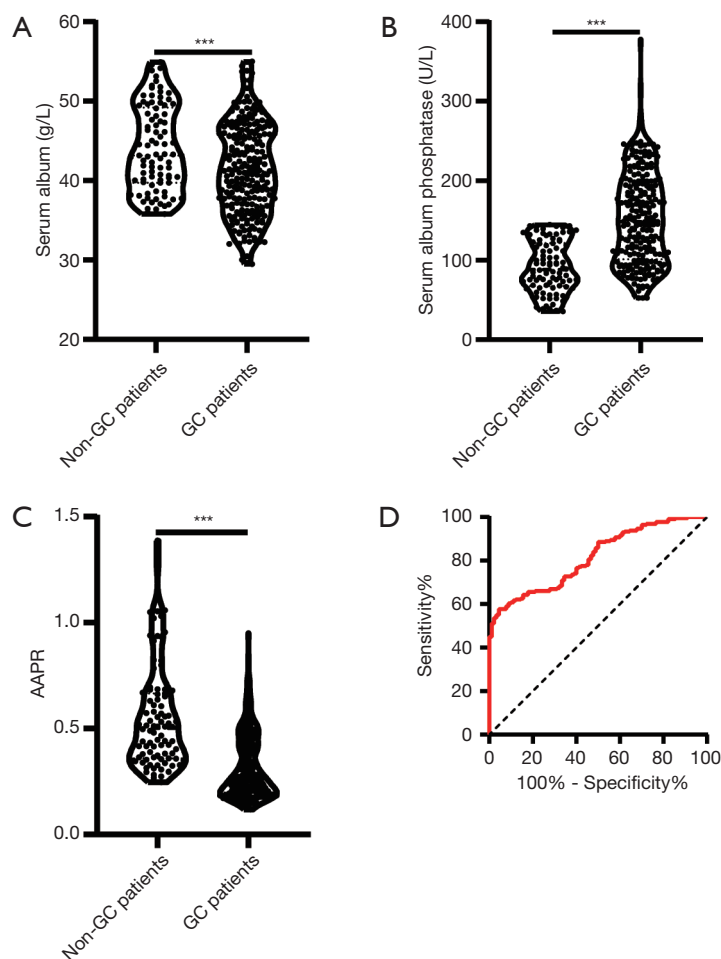 A
Serum album (g/L)
60
50
40
30
20
***
Non-GC patients
GC patients
B
Serum album phosphatase (U/L)
400
300
200
100
0
***
Non-GC patients
GC patients
C
AAPR
1.5
1.0
0.5
0.0
***
Non-GC patients
GC patients
D
Sensitivity%
100
80
60
40
20
0
0 20 40 60 80 100
100% - Specificity%